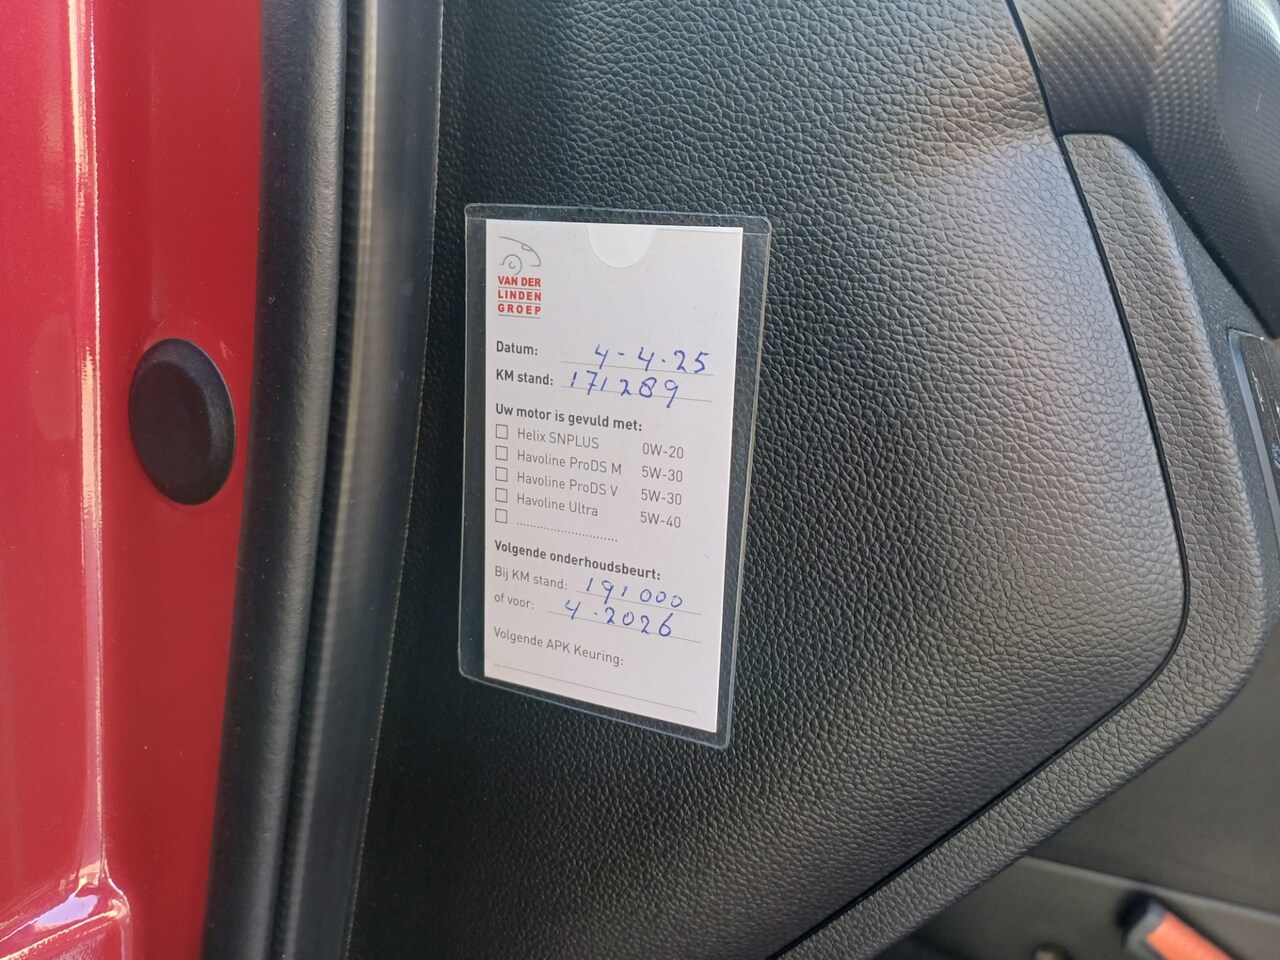 VAN DER
LINDEN
GROEP
Datum: 4-4-25
KM stand: 171289
Uw motor is gevuld met:
Helix SNPLUS 0W-20
Havoline ProDS M 5W-30
Havoline ProDS V 5W-30
Havoline Ultra 5W-40
..........................
Volgende onderhoudsbeurt:
Bij KM stand: 191000
of voor: 4-2026
Volgende APK Keuring: